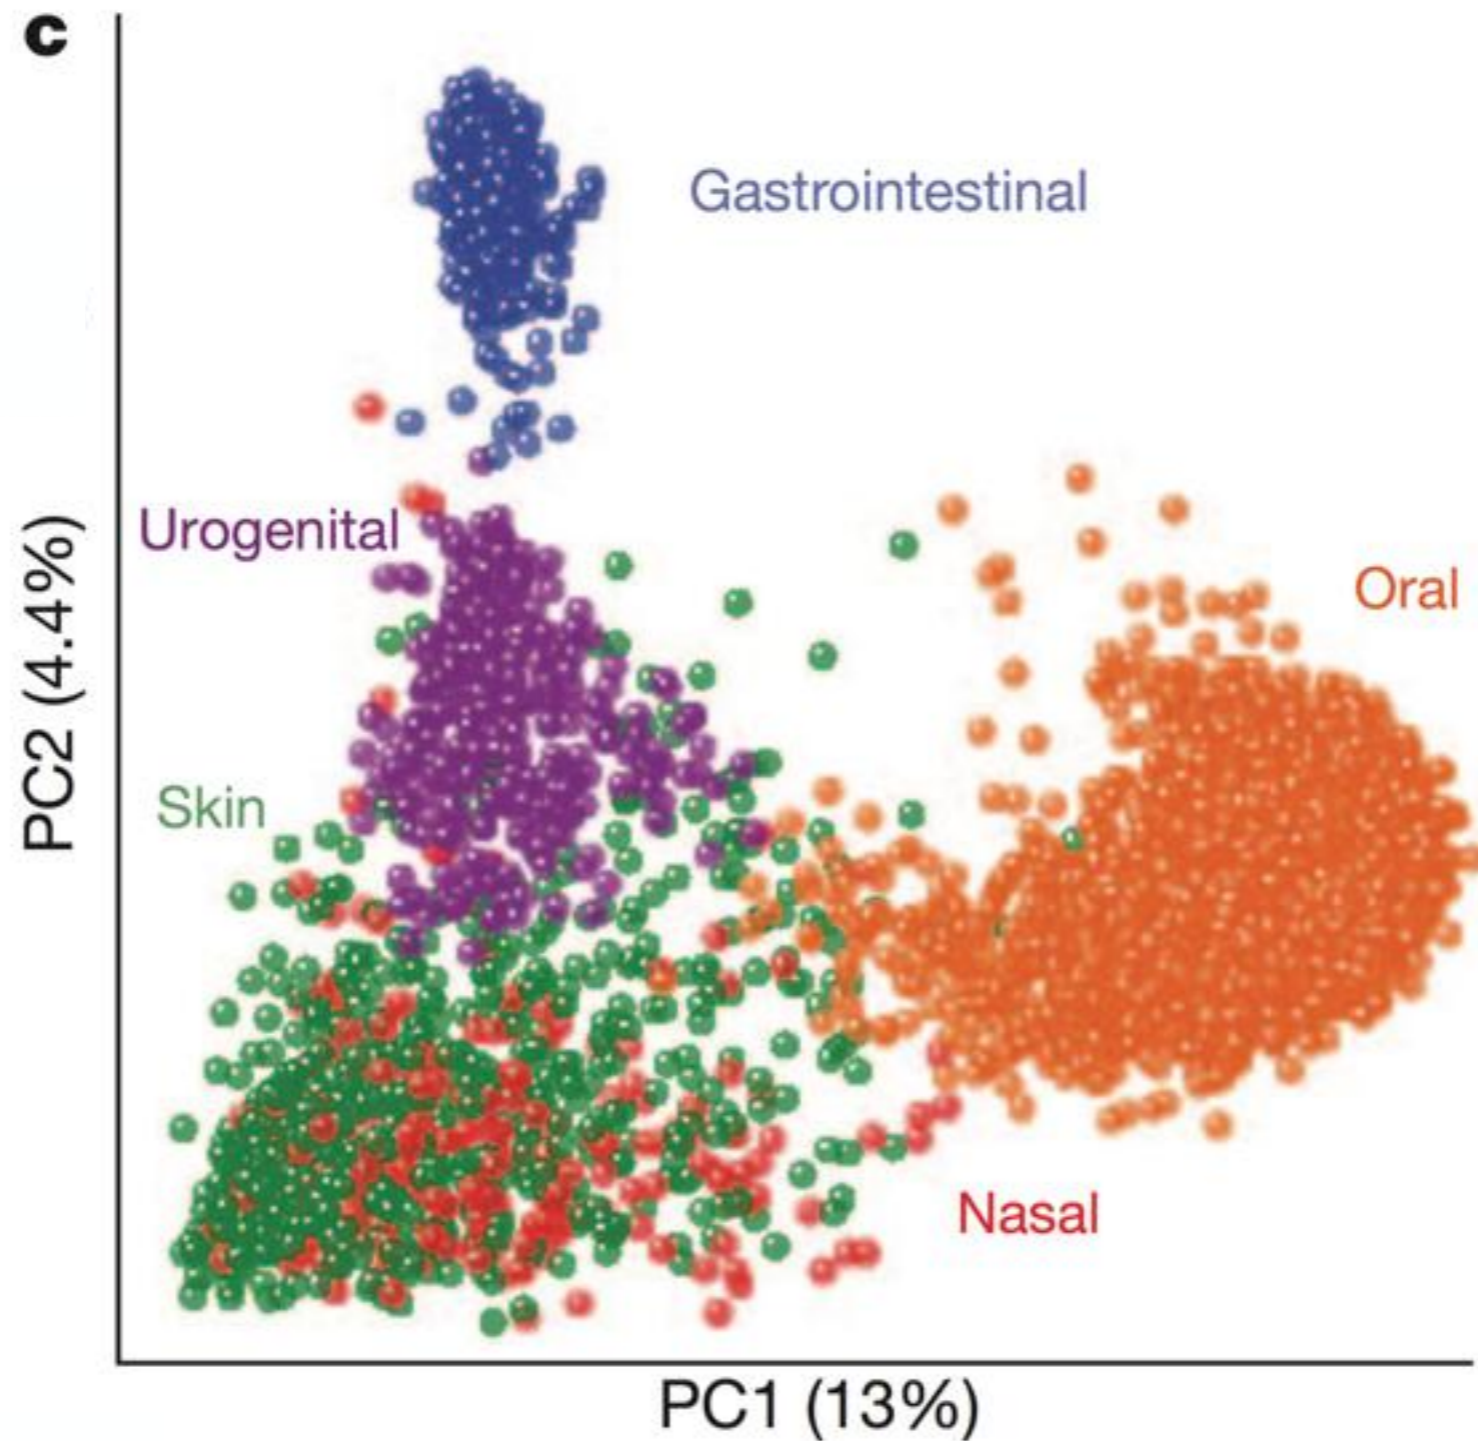 c
Gastrointestinal
Urogenital
Oral
Skin
Nasal
PC2 (4.4%)
PC1 (13%)